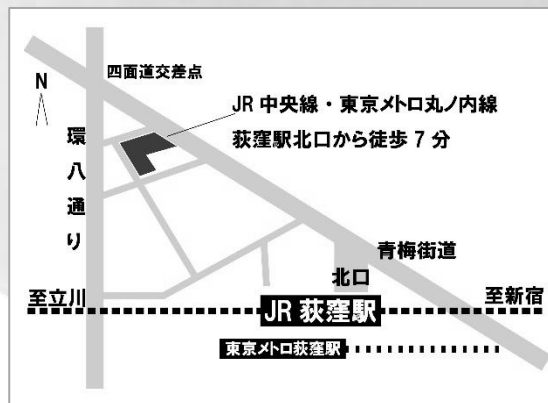 四面道交差点
N
JR 中央線・東京メトロ丸ノ内線
荻窪駅北口から徒歩 7 分
環八通り
青梅街道
北口
至立川
JR 荻窪駅
至新宿
東京メトロ荻窪駅